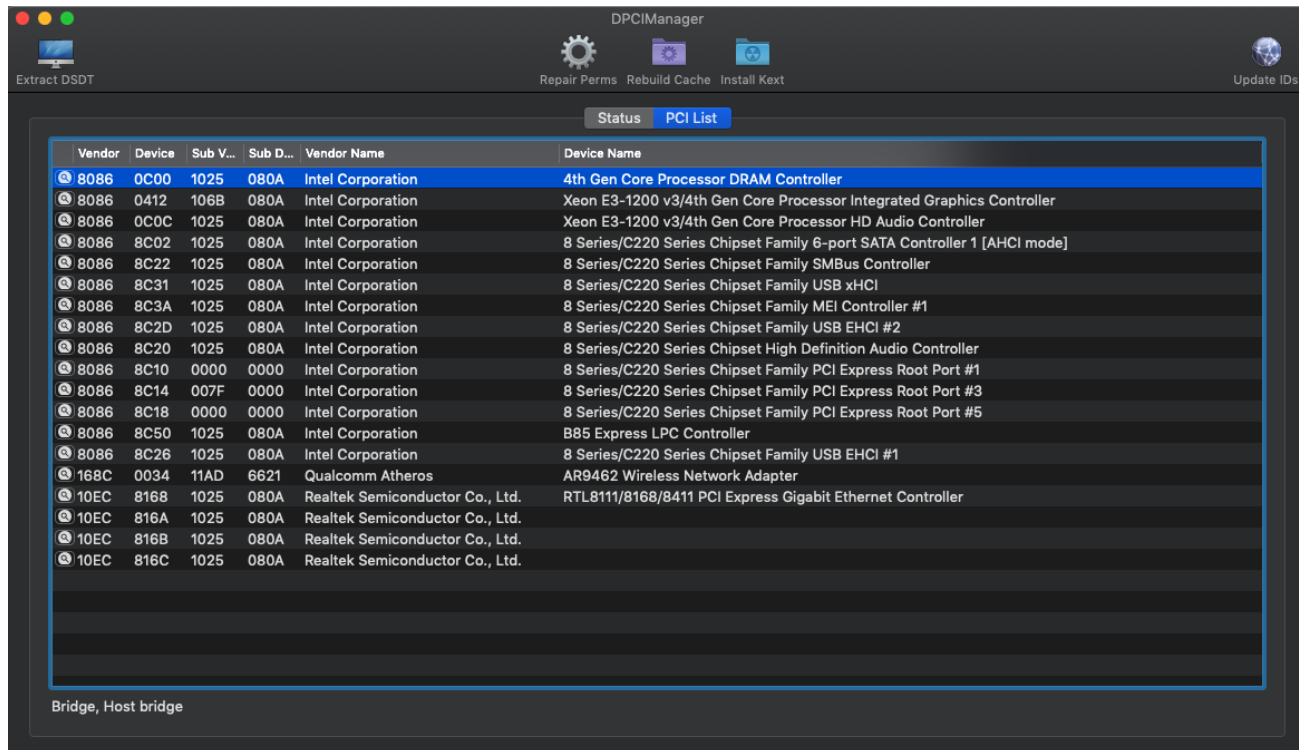 DPCIManager
Extract DSDT
Repair Perms Rebuild Cache Install Kext
Update IDs
Status PCI List
Vendor Device Sub V... Sub D... Vendor Name Device Name
8086 0C00 1025 080A Intel Corporation 4th Gen Core Processor DRAM Controller
8086 0412 106B 080A Intel Corporation Xeon E3-1200 v3/4th Gen Core Processor Integrated Graphics Controller
8086 0C0C 1025 080A Intel Corporation Xeon E3-1200 v3/4th Gen Core Processor HD Audio Controller
8086 8C02 1025 080A Intel Corporation 8 Series/C220 Series Chipset Family 6-port SATA Controller 1 [AHCI mode]
8086 8C22 1025 080A Intel Corporation 8 Series/C220 Series Chipset Family SMBus Controller
8086 8C31 1025 080A Intel Corporation 8 Series/C220 Series Chipset Family USB xHCI
8086 8C3A 1025 080A Intel Corporation 8 Series/C220 Series Chipset Family MEI Controller #1
8086 8C2D 1025 080A Intel Corporation 8 Series/C220 Series Chipset Family USB EHCI #2
8086 8C20 1025 080A Intel Corporation 8 Series/C220 Series Chipset High Definition Audio Controller
8086 8C10 0000 0000 Intel Corporation 8 Series/C220 Series Chipset Family PCI Express Root Port #1
8086 8C14 007F 0000 Intel Corporation 8 Series/C220 Series Chipset Family PCI Express Root Port #3
8086 8C18 0000 0000 Intel Corporation 8 Series/C220 Series Chipset Family PCI Express Root Port #5
8086 8C50 1025 080A Intel Corporation B85 Express LPC Controller
8086 8C26 1025 080A Intel Corporation 8 Series/C220 Series Chipset Family USB EHCI #1
168C 0034 11AD 6621 Qualcomm Atheros AR9462 Wireless Network Adapter
10EC 8168 1025 080A Realtek Semiconductor Co., Ltd. RTL8111/8168/8411 PCI Express Gigabit Ethernet Controller
10EC 816A 1025 080A Realtek Semiconductor Co., Ltd.
10EC 816B 1025 080A Realtek Semiconductor Co., Ltd.
10EC 816C 1025 080A Realtek Semiconductor Co., Ltd.
Bridge, Host bridge